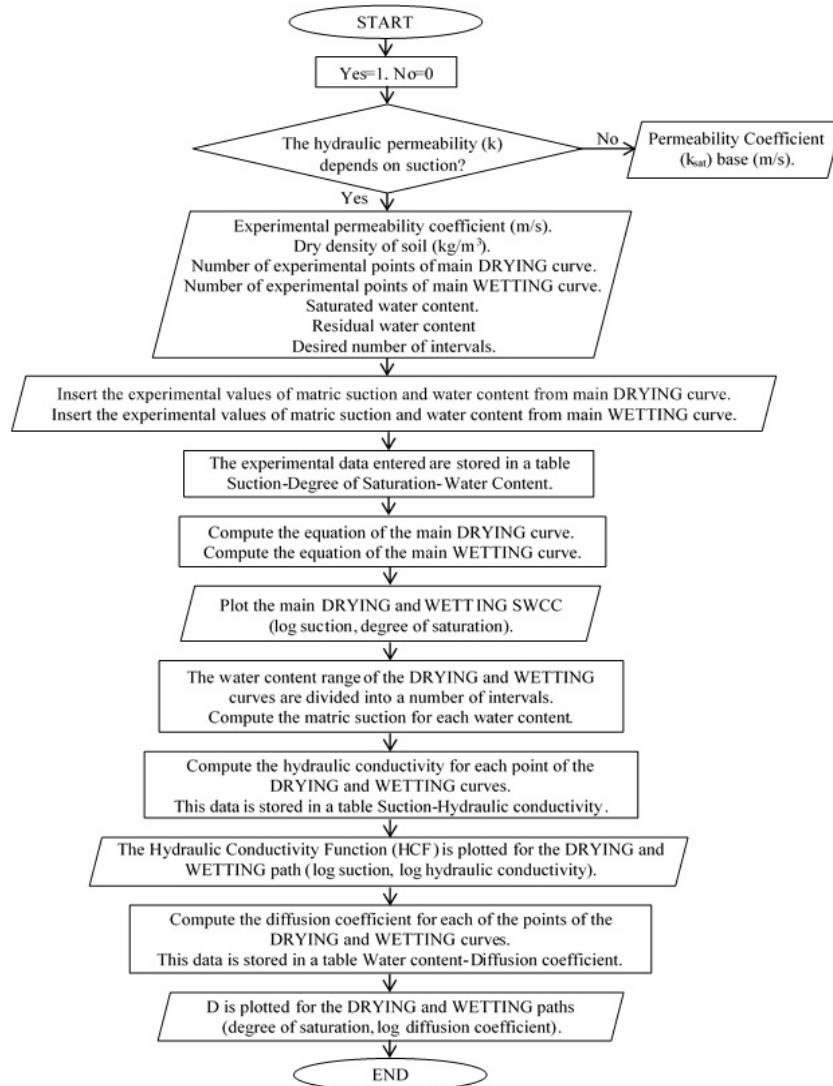 START
Yes=1, No=0
The hydraulic permeability (k)
depends on suction?
No
Permeability Coefficient
(ksat) base (m/s).
Yes
Experimental permeability coefficient (m/s).
Dry density of soil (kg/m³).
Number of experimental points of main DRYING curve.
Number of experimental points of main WETTING curve.
Saturated water content.
Residual water content
Desired number of intervals.
Insert the experimental values of matric suction and water content from main DRYING curve.
Insert the experimental values of matric suction and water content from main WETTING curve.
The experimental data entered are stored in a table
Suction-Degree of Saturation-Water Content.
Compute the equation of the main DRYING curve.
Compute the equation of the main WETTING curve.
Plot the main DRYING and WETTING SWCC
(log suction, degree of saturation).
The water content range of the DRYING and WETTING
curves are divided into a number of intervals.
Compute the matric suction for each water content.
Compute the hydraulic conductivity for each point of the
DRYING and WETTING curves.
This data is stored in a table Suction-Hydraulic conductivity.
The Hydraulic Conductivity Function (HCF) is plotted for the DRYING and
WETTING path (log suction, log hydraulic conductivity).
Compute the diffusion coefficient for each of the points of the
DRYING and WETTING curves.
This data is stored in a table Water content-Diffusion coefficient.
D is plotted for the DRYING and WETTING paths
(degree of saturation, log diffusion coefficient).
END